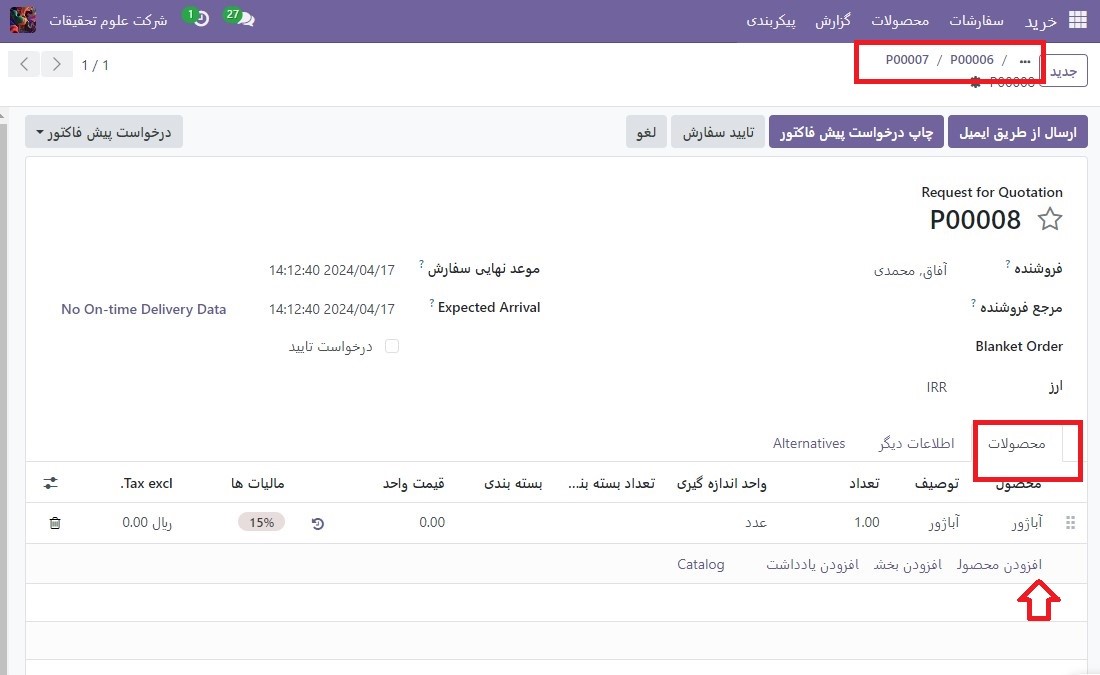 خرید سفارشات محصولات گزارش پیکربندی 27 1 شرکت علوم تحقیقات
جدید ... / P00006 / P00007
P00008
1 / 1
ارسال از طریق ایمیل چاپ درخواست پیش فاکتور تایید سفارش لغو درخواست پیش فاکتور
Request for Quotation
P00008
فروشنده ? آفاق, محمدی موعد نهایی سفارش ? 2024/04/17 14:12:40
مرجع فروشنده ? Expected Arrival ? 2024/04/17 14:12:40 No On-time Delivery Data
Blanket Order درخواست تایید
ارز IRR
محصولات اطلاعات دیگر Alternatives
محصول توصیف تعداد واحد اندازه گیری تعداد بسته بند... بسته بندی قیمت واحد مالیات ها Tax excl.
آباژور آباژور 1.00 عدد 0.00 15% 0.00 ریال
افزودن محصول افزودن بخش افزودن یادداشت Catalog